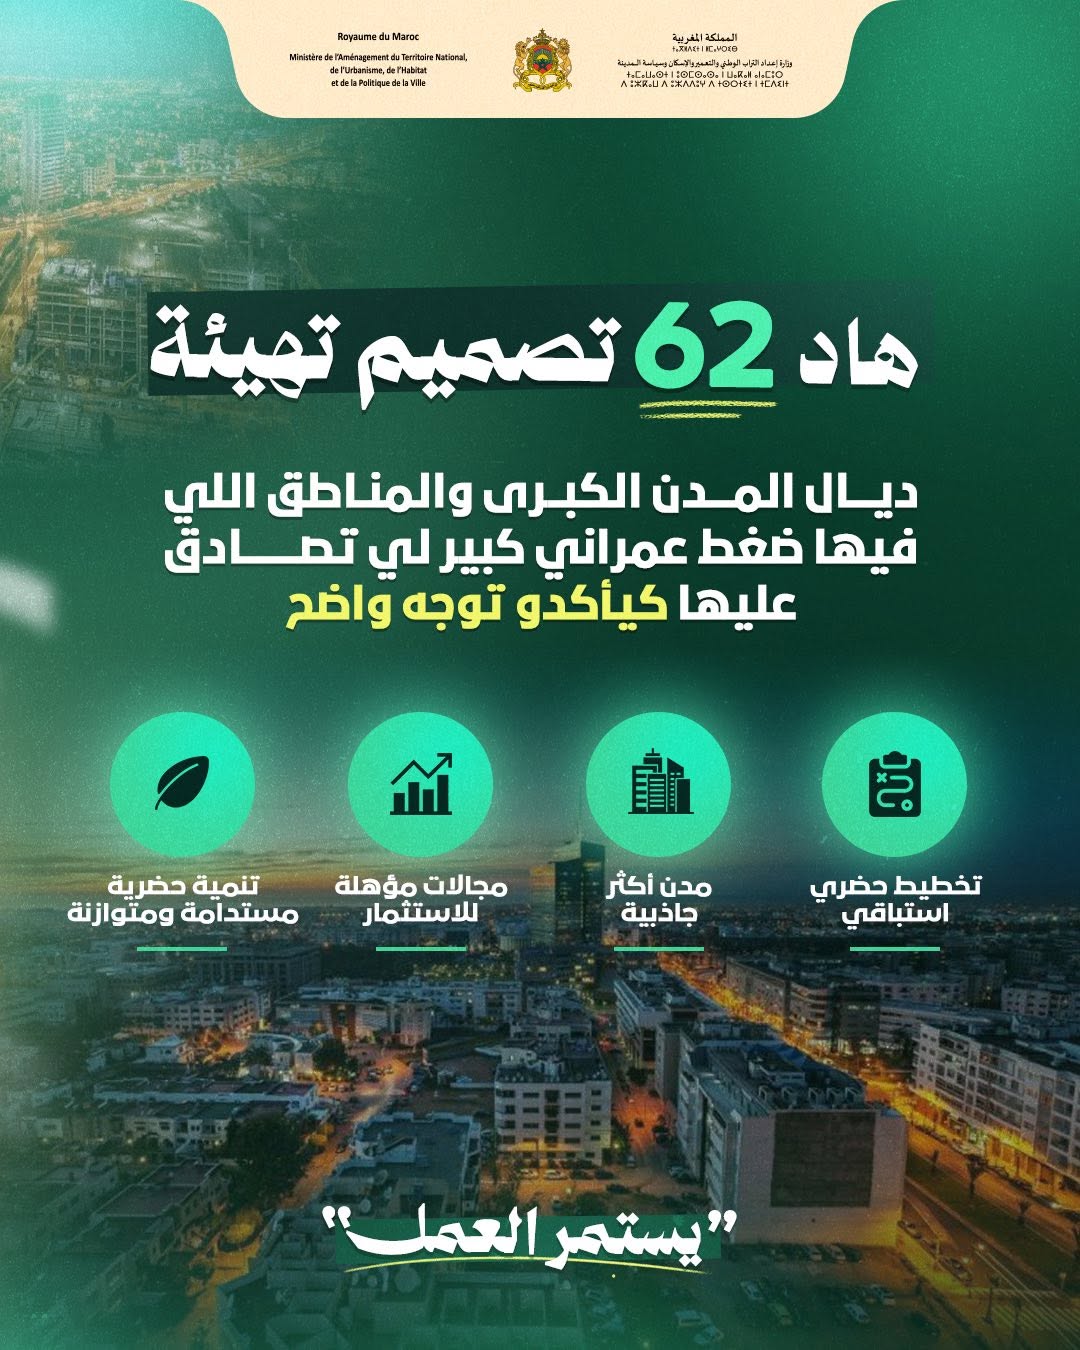 Royaume du Maroc
Ministère de l'Aménagement du Territoire National,
de l'Urbanisme, de l'Habitat
et de la Politique de la Ville
المملكة المغربية
ⵜⴰⴳⵍⴷⵉⵜ ⵏ ⵍⵎⵖⵔⵉⴱ
وزارة إعداد التراب الوطني والتعمير والإسكان وسياسة المدينة
هاد 62 تصميم تهيئة
ديال المدن الكبرى والمناطق اللي
فيها ضغط عمراني كبير لي تصادق
عليها كيأكدو توجه واضح
تخطيط حضري
استباقي
مدن أكثر
جاذبية
مجالات مؤهلة
للاستثمار
تنمية حضرية
مستدامة ومتوازنة
"يستمر العمل"